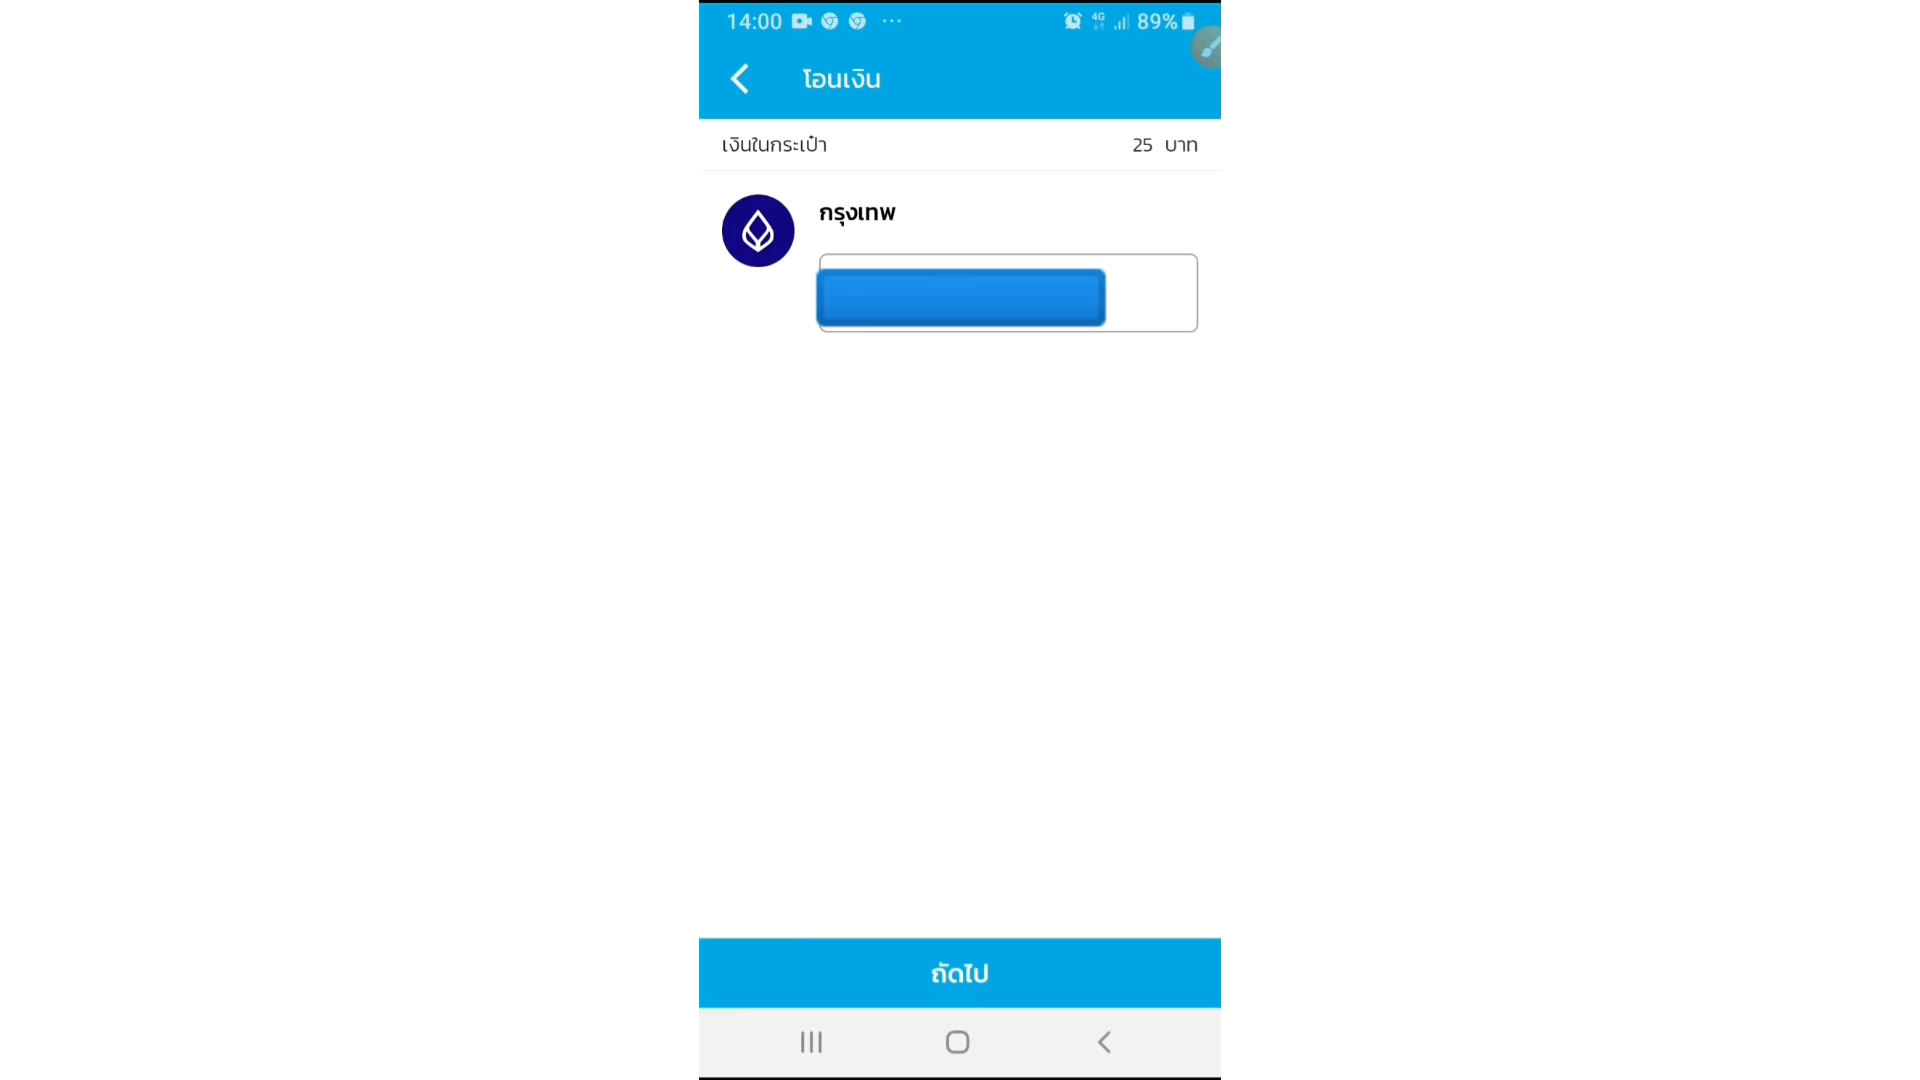 14:00 ... 4G 89%
โอนเงิน
เงินในกระเป๋า 25 บาท
กรุงเทพ
ถัดไป